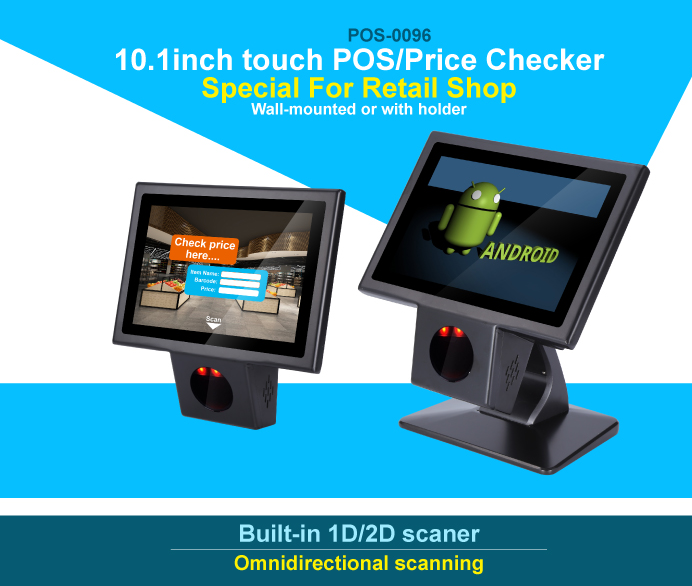 POS-0096
10.1inch touch POS/Price Checker
Special For Retail Shop
Wall-mounted or with holder
Check price
here....
Item Name:
Barcode:
Price:
Scan
ANDROID
Built-in 1D/2D scaner
Omnidirectional scanning